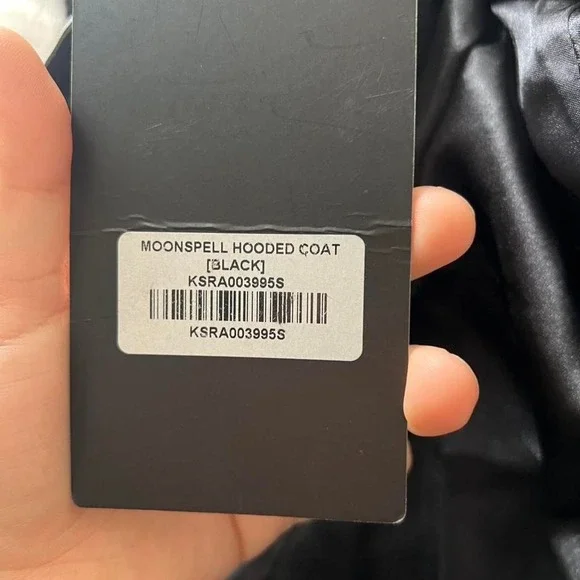 MOONSPELL HOODED COAT
[BLACK]
KSRA003995S
KSRA003995S